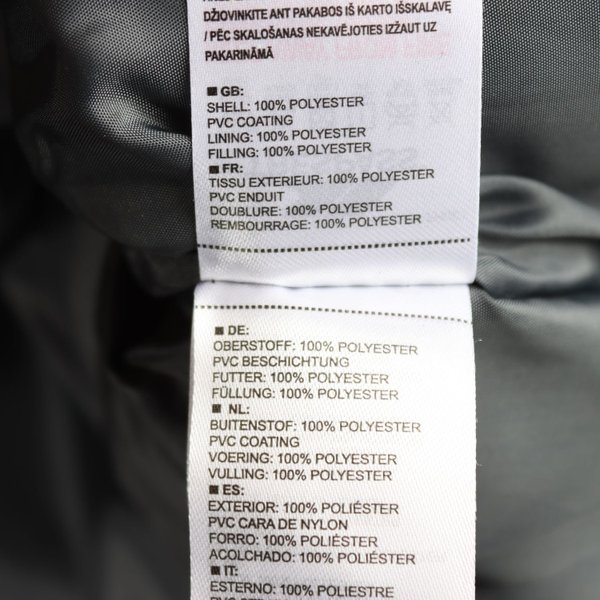 DŽIOVINKITE ANT PAKABOS IŠ KARTO IŠSKALAVĘ
/ PĒC SKALOŠANAS NEKAVĒJOTIES IZŽAUT UZ
PAKARINĀMĀ
■ GB:
SHELL: 100% POLYESTER
PVC COATING
LINING: 100% POLYESTER
FILLING: 100% POLYESTER
■ FR:
TISSU EXTERIEUR: 100% POLYESTER
PVC ENDUIT
DOUBLURE: 100% POLYESTER
REMBOURRAGE: 100% POLYESTER
■ DE:
OBERSTOFF: 100% POLYESTER
PVC BESCHICHTUNG
FUTTER: 100% POLYESTER
FÜLLUNG: 100% POLYESTER
■ NL:
BUITENSTOF: 100% POLYESTER
PVC COATING
VOERING: 100% POLYESTER
VULLING: 100% POLYESTER
■ ES:
EXTERIOR: 100% POLIÉSTER
PVC CARA DE NYLON
FORRO: 100% POLIÉSTER
ACOLCHADO: 100% POLIÉSTER
■ IT:
ESTERNO: 100% POLIESTRE